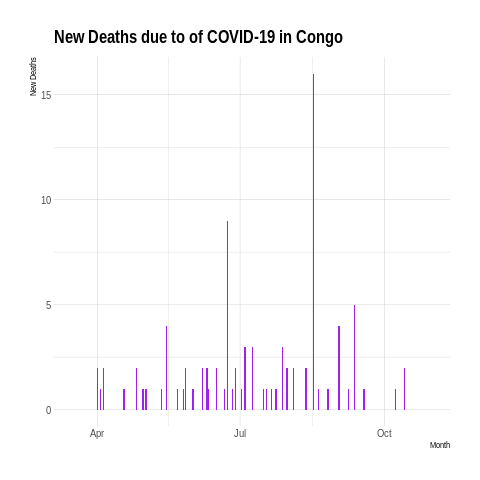 New Deaths due to of COVID-19 in Congo
New Deaths
15
10
5
0
Apr
Jul
Oct
Month